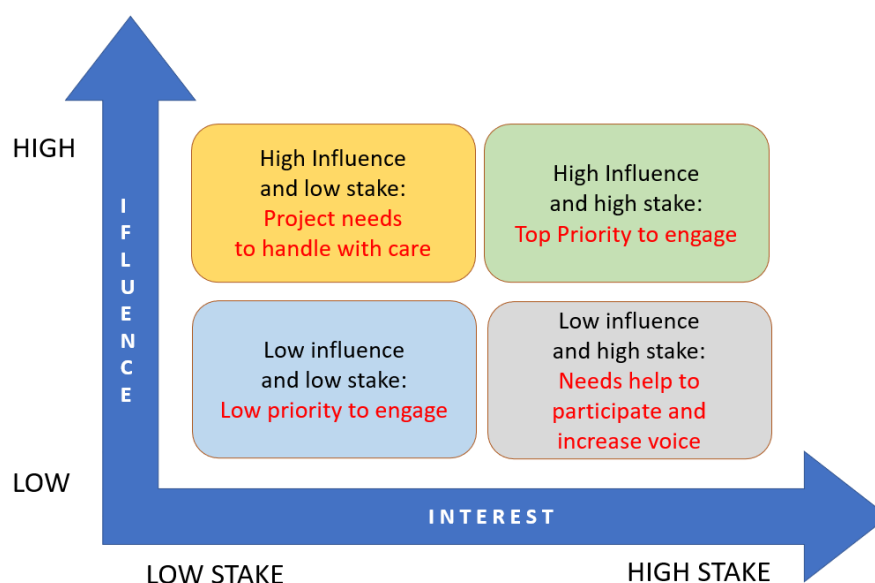 HIGH
High Influence
and low stake:
Project needs
to handle with care
High Influence
and high stake:
Top Priority to engage
INFLUENCE
Low influence
and low stake:
Low priority to engage
Low influence
and high stake:
Needs help to
participate and
increase voice
LOW
INTEREST
LOW STAKE
HIGH STAKE